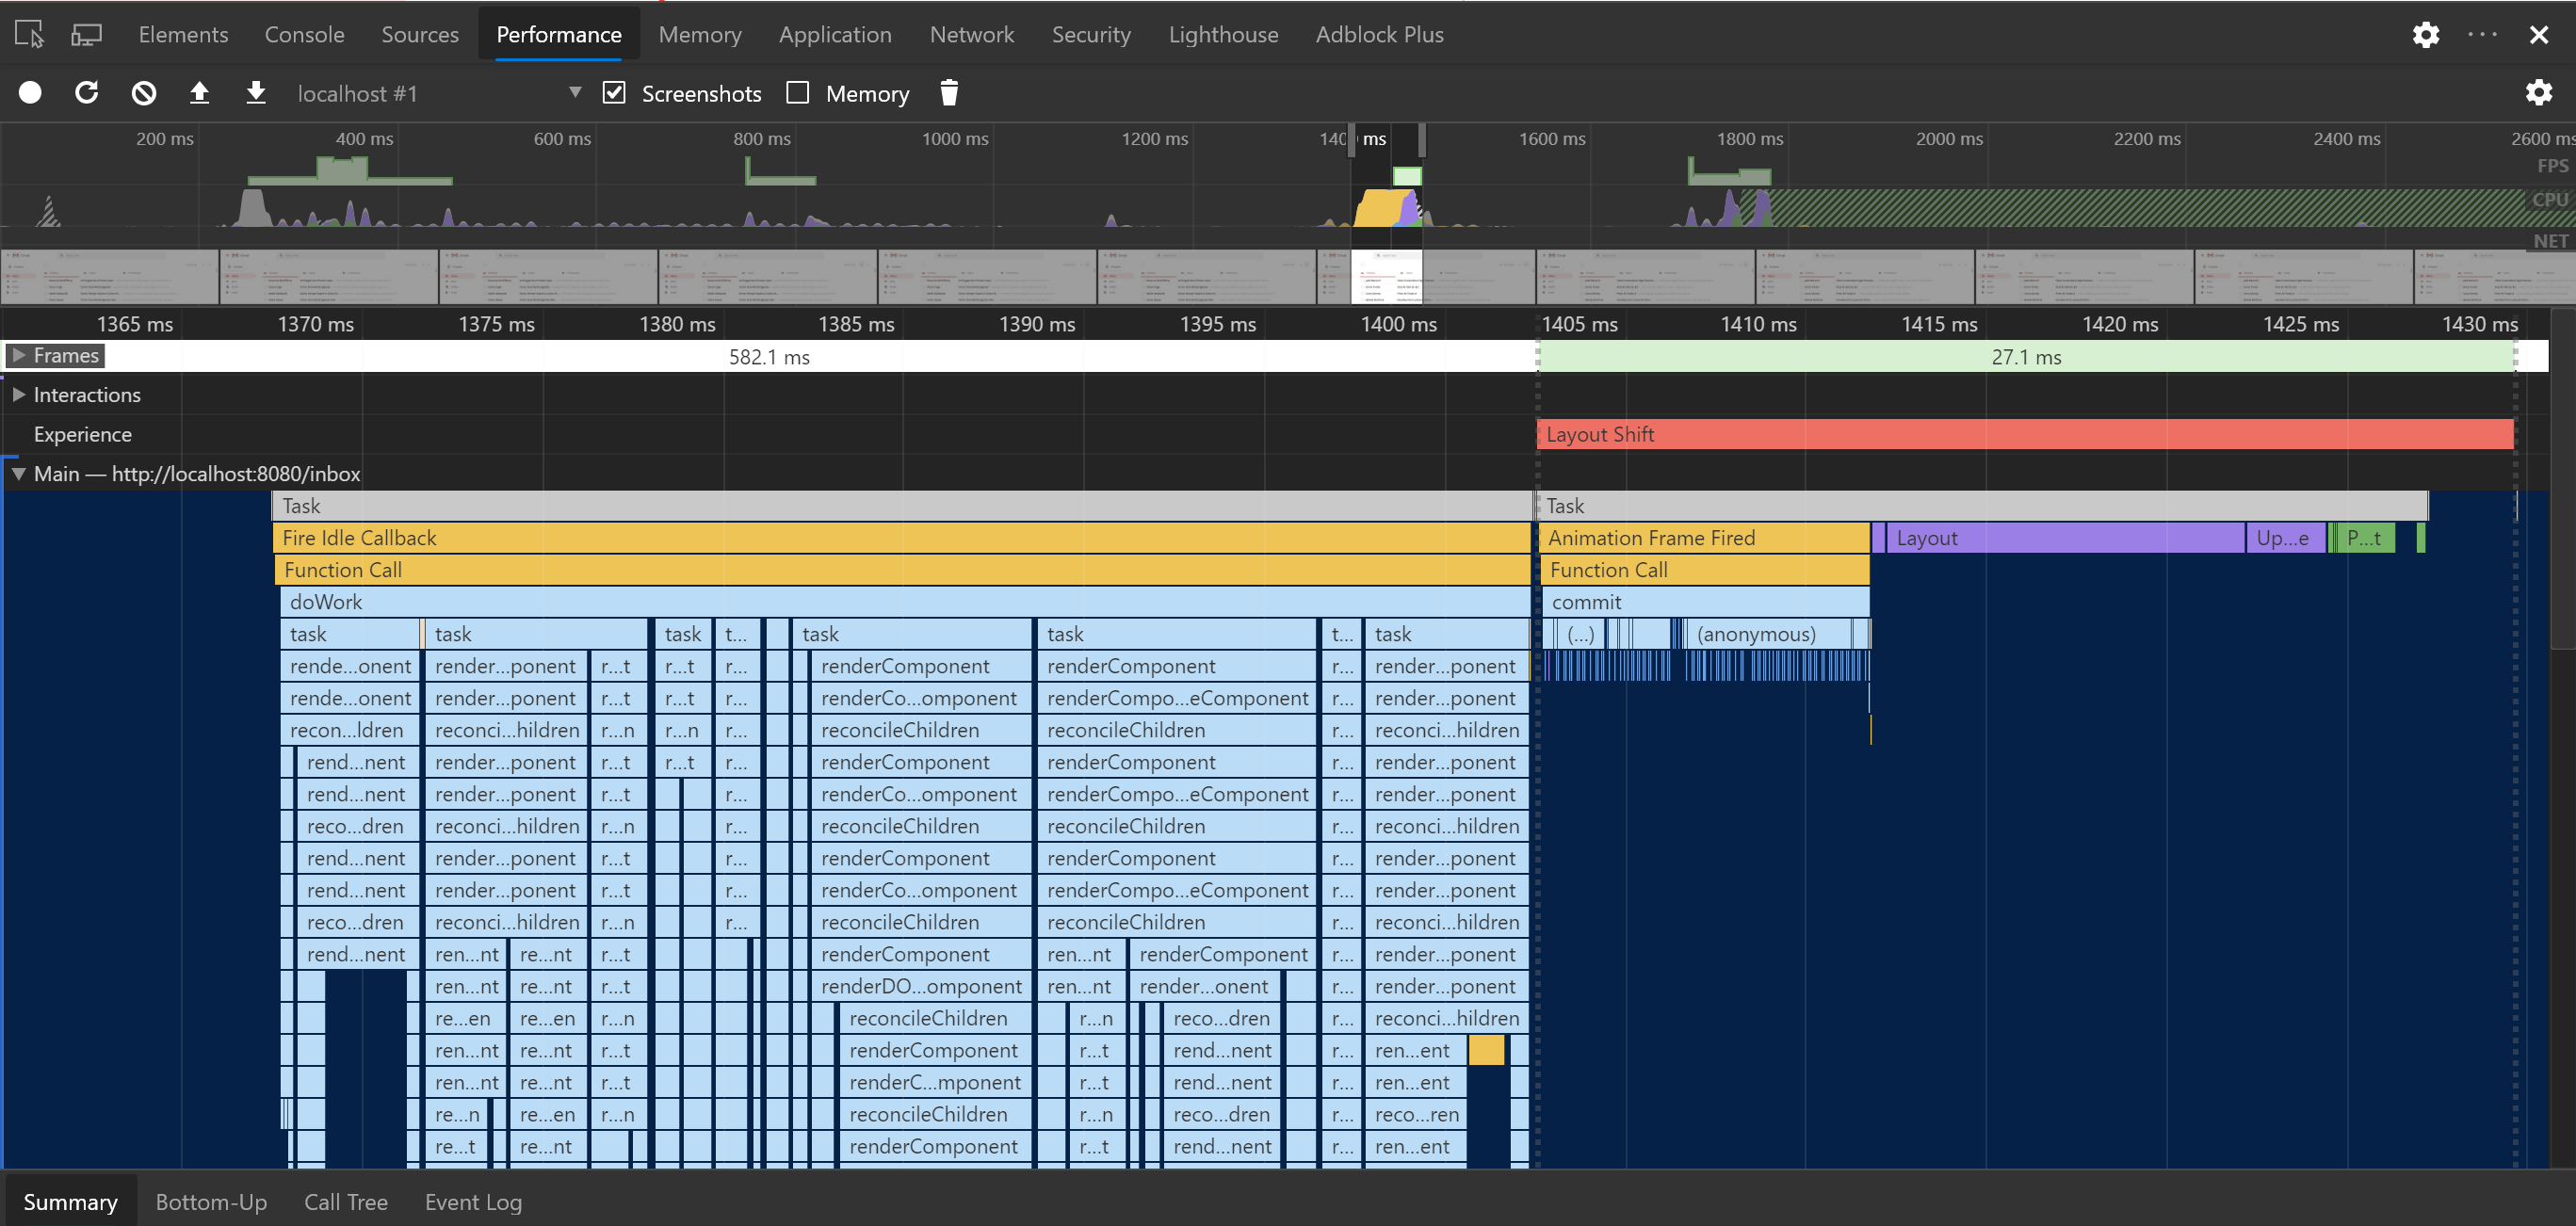 Elements Console Sources Performance Memory Application Network Security Lighthouse Adblock Plus
localhost #1 Screenshots Memory
200 ms 400 ms 600 ms 800 ms 1000 ms 1200 ms ms 1600 ms 1800 ms 2000 ms 2200 ms 2400 ms
FPS
CPU
NET
1365 ms 1370 ms 1375 ms 1380 ms 1385 ms 1390 ms 1395 ms 1400 ms 1405 ms 1410 ms 1415 ms 1420 ms 1425 ms 1430 ms
Frames 582.1 ms 27.1 ms
Interactions
Experience Layout Shift
Main — http://localhost:8080/inbox
Task Task
Fire Idle Callback Animation Frame Fired Layout Up...e P...t
Function Call Function Call
doWork commit
task task task t... task task t... task (...) (anonymous)
rende...onent render...ponent r...t r...t r... renderComponent renderComponent r... render...ponent
rende...onent render...ponent r...t r...t r... renderCo...omponent renderCompo...eComponent r... render...ponent
recon...ldren reconci...hildren r...n r...n r... reconcileChildren reconcileChildren r... reconci...hildren
rend...nent render...ponent r...t r...t r... renderComponent renderComponent r... render...ponent
rend...nent render...ponent r...t r... renderCo...omponent renderCompo...eComponent r... render...ponent
reco...dren reconci...hildren r...n r... reconcileChildren reconcileChildren r... reconci...hildren
rend...nent render...ponent r...t r... renderComponent renderComponent r... render...ponent
rend...nent render...ponent r...t r... renderCo...omponent renderCompo...eComponent r... render...ponent
reco...dren reconci...hildren r...n r... reconcileChildren reconcileChildren r... reconci...hildren
rend...nent ren...nt re...nt r...t renderComponent ren...nt renderComponent r... render...ponent
ren...nt re...nt r...t renderDO...omponent ren...nt render...onent r... render...ponent
re...en re...en r...n reconcileChildren r...n reco...dren r... reconci...hildren
ren...nt re...nt r...t renderComponent r...t rend...nent r... ren...ent
ren...nt re...nt r...t renderC...mponent r...t rend...nent r... ren...ent
re...n re...en r...n reconcileChildren r...n reco...dren r... reco...ren
re...t re...nt renderComponent r...t rend...nent r... ren...ent
Summary Bottom-Up Call Tree Event Log